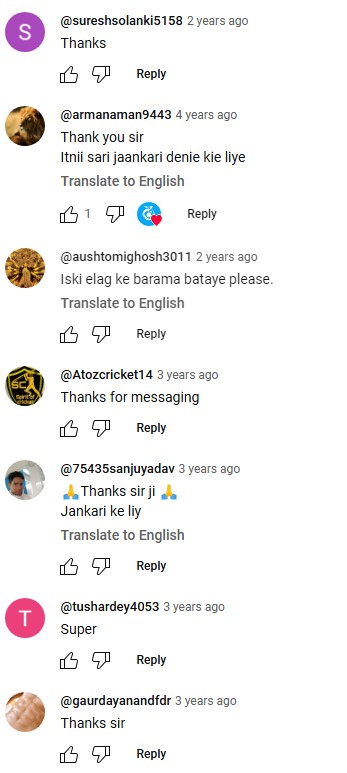 S
@sureshsolanki5158 2 years ago
Thanks
Reply
@armanaman9443 4 years ago
Thank you sir
Itnii sari jaankari denie kie liye
Translate to English
1 Reply
@aushtomighosh3011 2 years ago
Iski elag ke barama bataye please.
Translate to English
Reply
SC
@Atozcricket14 3 years ago
Thanks for messaging
Reply
@75435sanjuyadav 3 years ago
🙏Thanks sir ji 🙏
Jankari ke liy
Translate to English
Reply
T
@tushardey4053 3 years ago
Super
Reply
@gaurdayanandfdr 3 years ago
Thanks sir
Reply